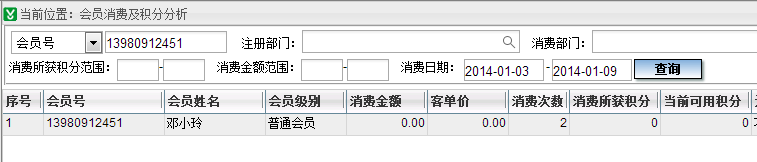 当前位置：会员消费及积分分析
会员号 13980912451 注册部门： 消费部门：
消费所获积分范围： - 消费金额范围： - 消费日期： 2014-01-03 - 2014-01-09 查询
序号 会员号 会员姓名 会员级别 消费金额 客单价 消费次数 消费所获积分 当前可用积分
1 13980912451 邓小玲 普通会员 0.00 0.00 2 0 0